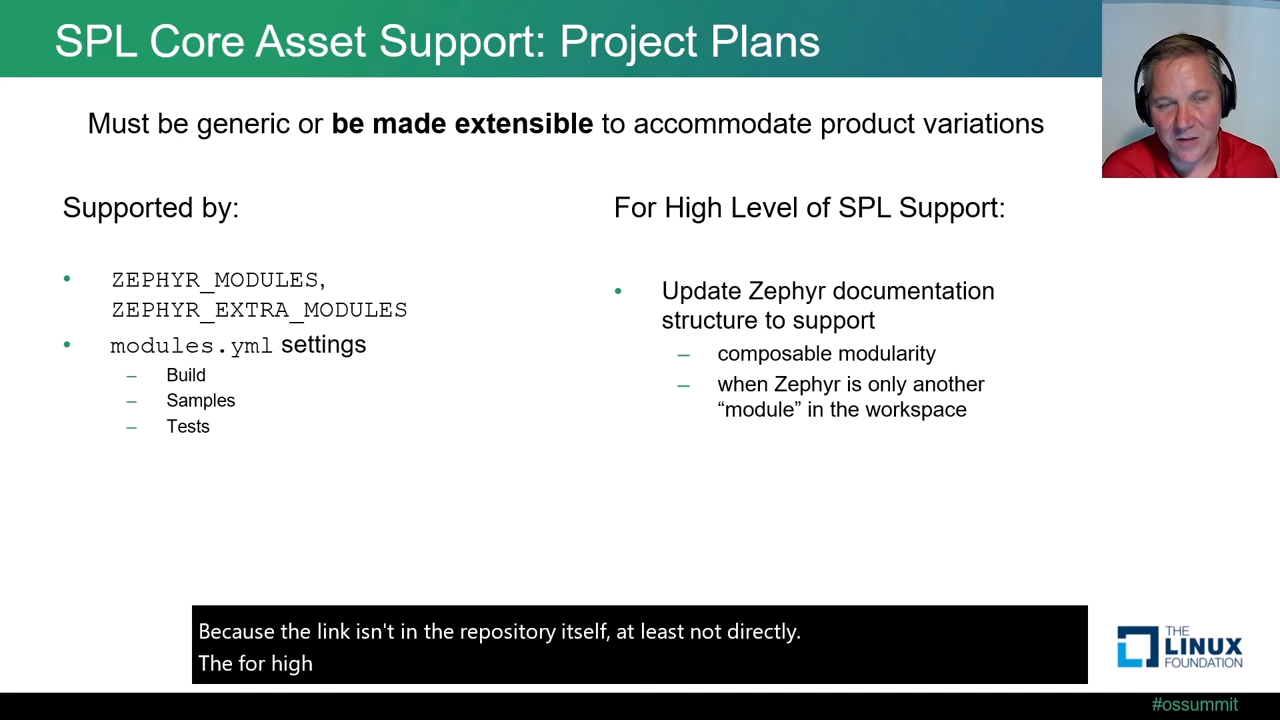 SPL Core Asset Support: Project Plans
Must be generic or be made extensible to accommodate product variations
Supported by:
• ZEPHYR_MODULES,
ZEPHYR_EXTRA_MODULES
• modules.yml settings
– Build
– Samples
– Tests
For High Level of SPL Support:
• Update Zephyr documentation
structure to support
– composable modularity
– when Zephyr is only another
“module” in the workspace
Because the link isn't in the repository itself, at least not directly.
The for high
THE
LINUX
FOUNDATION
#ossummit